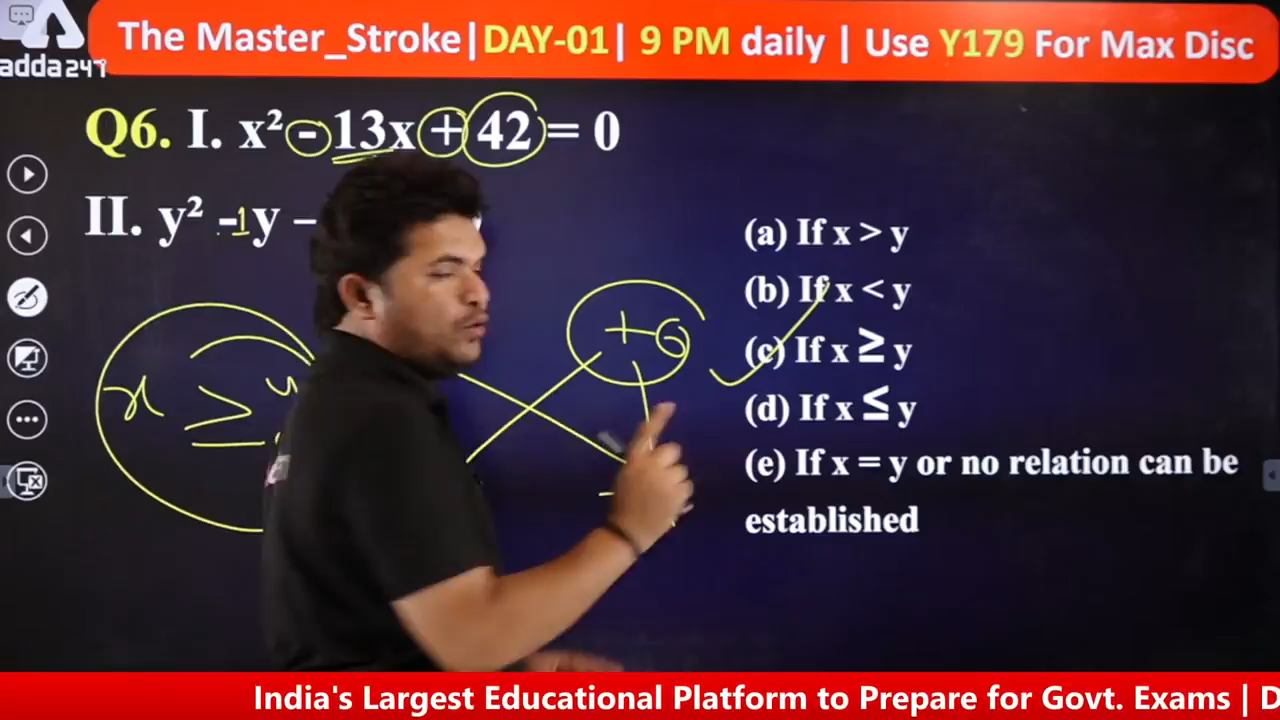 The Master_Stroke|DAY-01| 9 PM daily | Use Y179 For Max Disc
adda247
Q6. I. x² - 13x + 42 = 0
II. y² -1y –
(a) If x > y
(b) If x < y
(c) If x ≥ y
(d) If x ≤ y
(e) If x = y or no relation can be
established
x ≥ y
+6
India's Largest Educational Platform to Prepare for Govt. Exams | D